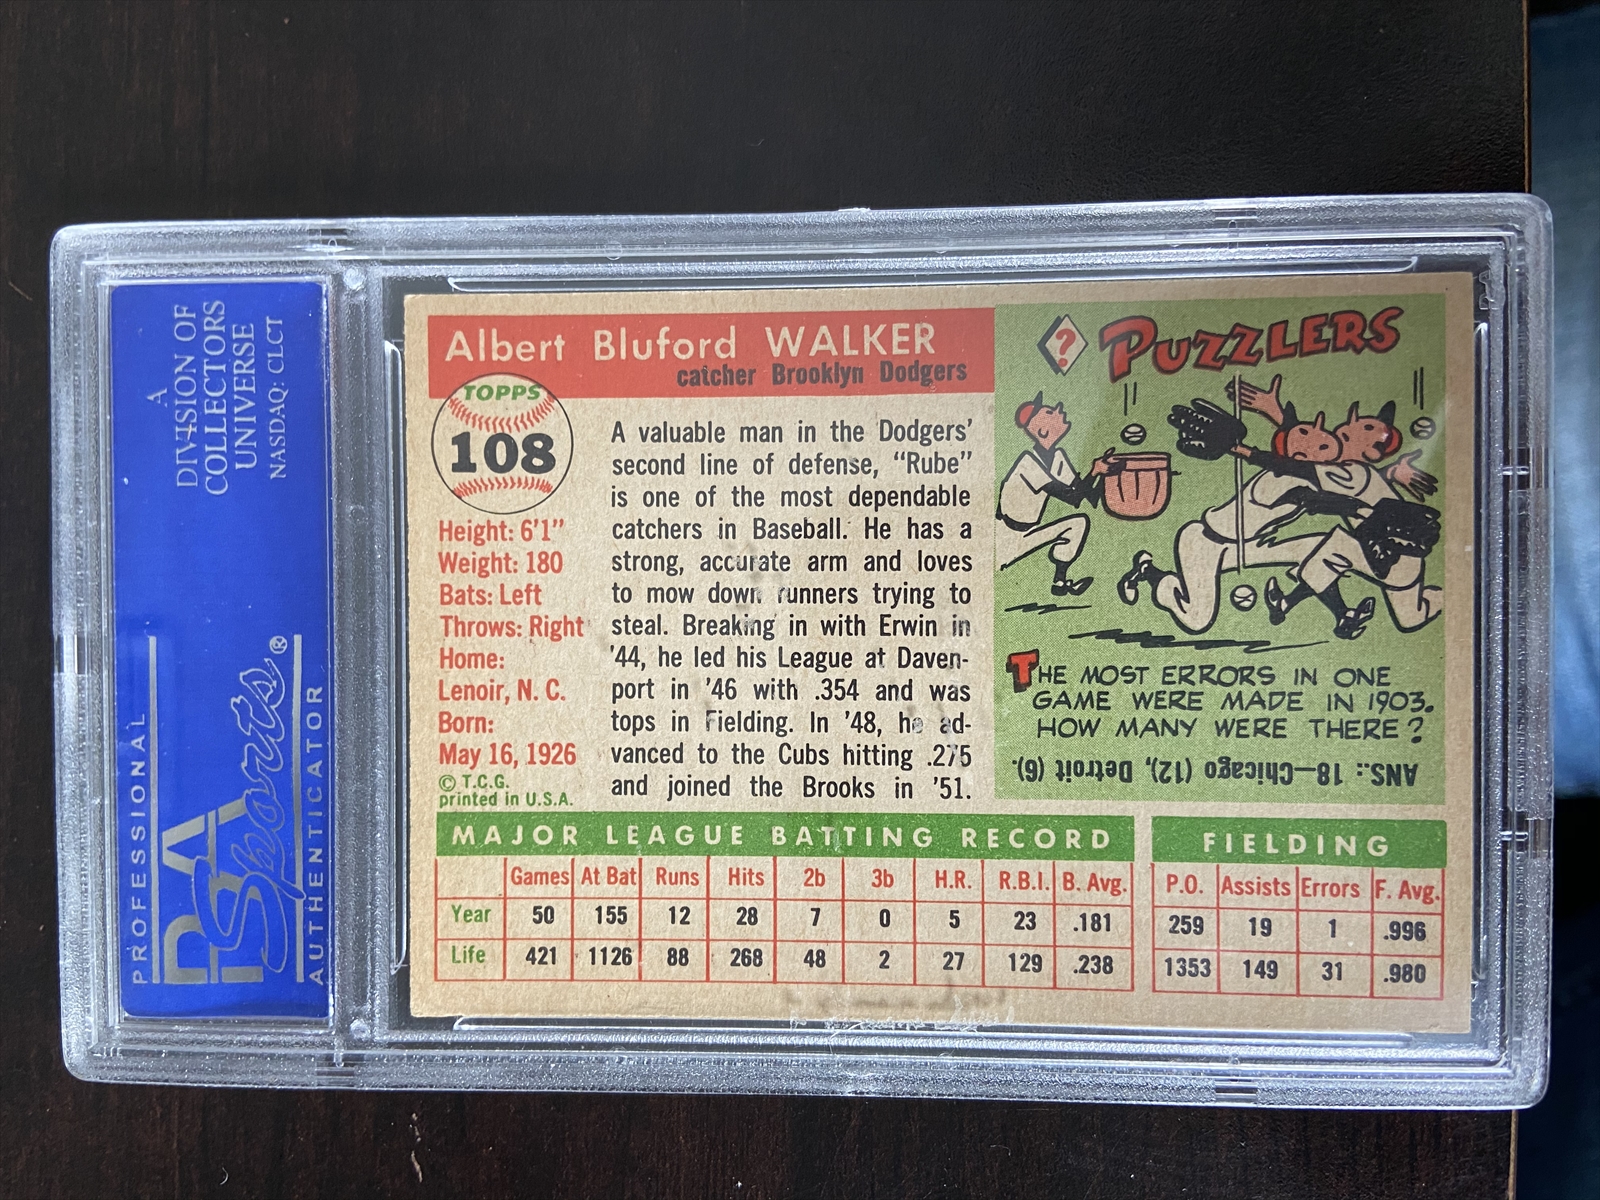 A
DIVISION OF
COLLECTORS
UNIVERSE
NASDAQ: CLCT
PROFESSIONAL
PSA
Sports®
AUTHENTICATOR
Albert Bluford WALKER
catcher Brooklyn Dodgers
TOPPS
108
Height: 6'1"
Weight: 180
Bats: Left
Throws: Right
Home:
Lenoir, N. C.
Born:
May 16, 1926
© T.C.G.
printed in U.S.A.
A valuable man in the Dodgers'
second line of defense, "Rube"
is one of the most dependable
catchers in Baseball. He has a
strong, accurate arm and loves
to mow down runners trying to
steal. Breaking in with Erwin in
'44, he led his League at Daven-
port in '46 with .354 and was
tops in Fielding. In '48, he ad-
vanced to the Cubs hitting .275
and joined the Brooks in '51.
? PUZZLERS
THE MOST ERRORS IN ONE
GAME WERE MADE IN 1903.
HOW MANY WERE THERE?
ANS.: 18—Chicago (12), Detroit (6).
MAJOR LEAGUE BATTING RECORD
Games At Bat Runs Hits 2b 3b H.R. R.B.I. B. Avg.
Year 50 155 12 28 7 0 5 23 .181
Life 421 1126 88 268 48 2 27 129 .238
FIELDING
P.O. Assists Errors F. Avg.
259 19 1 .996
1353 149 31 .980